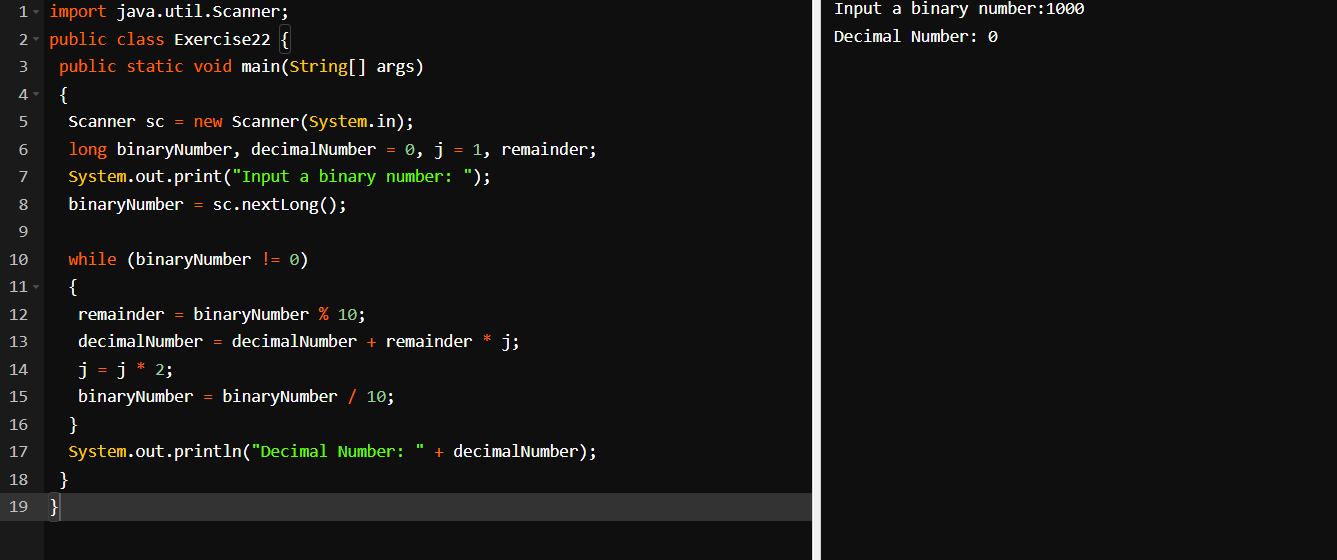 1 import java.util.Scanner;
2 public class Exercise22 {
3 public static void main(String[] args)
4 {
5 Scanner sc = new Scanner(System.in);
6 long binaryNumber, decimalNumber = 0, j = 1, remainder;
7 System.out.print("Input a binary number: ");
8 binaryNumber = sc.nextLong();
9
10 while (binaryNumber != 0)
11 {
12 remainder = binaryNumber % 10;
13 decimalNumber = decimalNumber + remainder * j;
14 j = j * 2;
15 binaryNumber = binaryNumber / 10;
16 }
17 System.out.println("Decimal Number: " + decimalNumber);
18 }
19 }
Input a binary number:1000
Decimal Number: 0